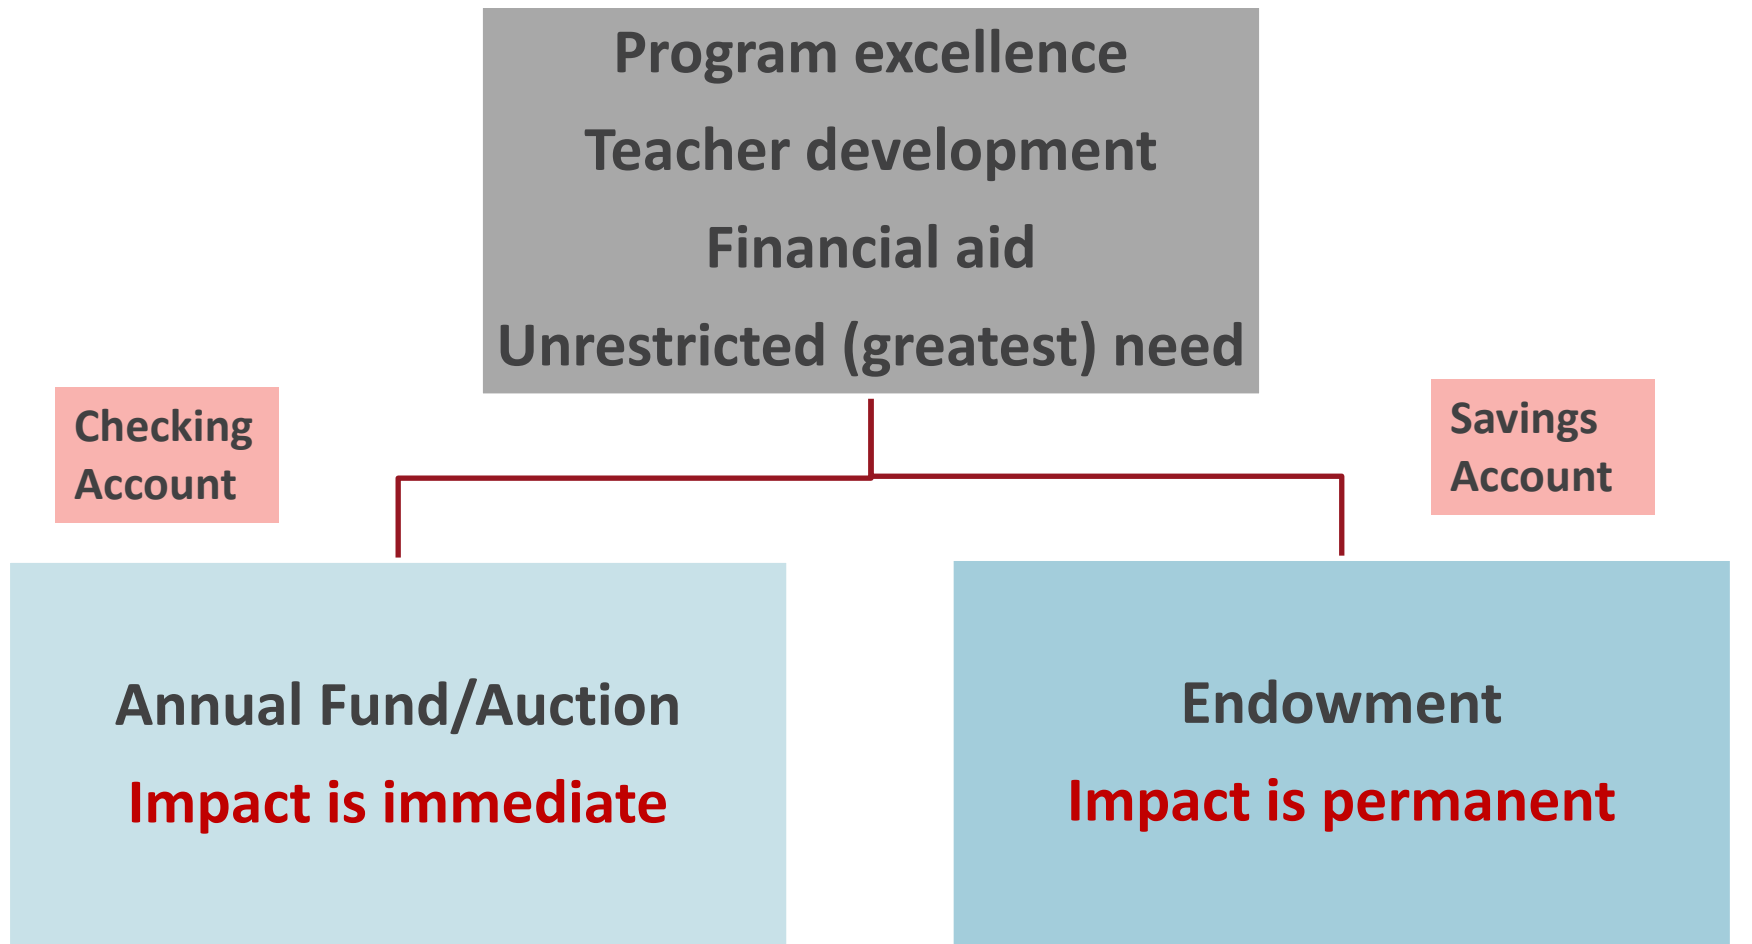 Program excellence
Teacher development
Financial aid
Unrestricted (greatest) need
Checking
Account
Savings
Account
Annual Fund/Auction
Impact is immediate
Endowment
Impact is permanent